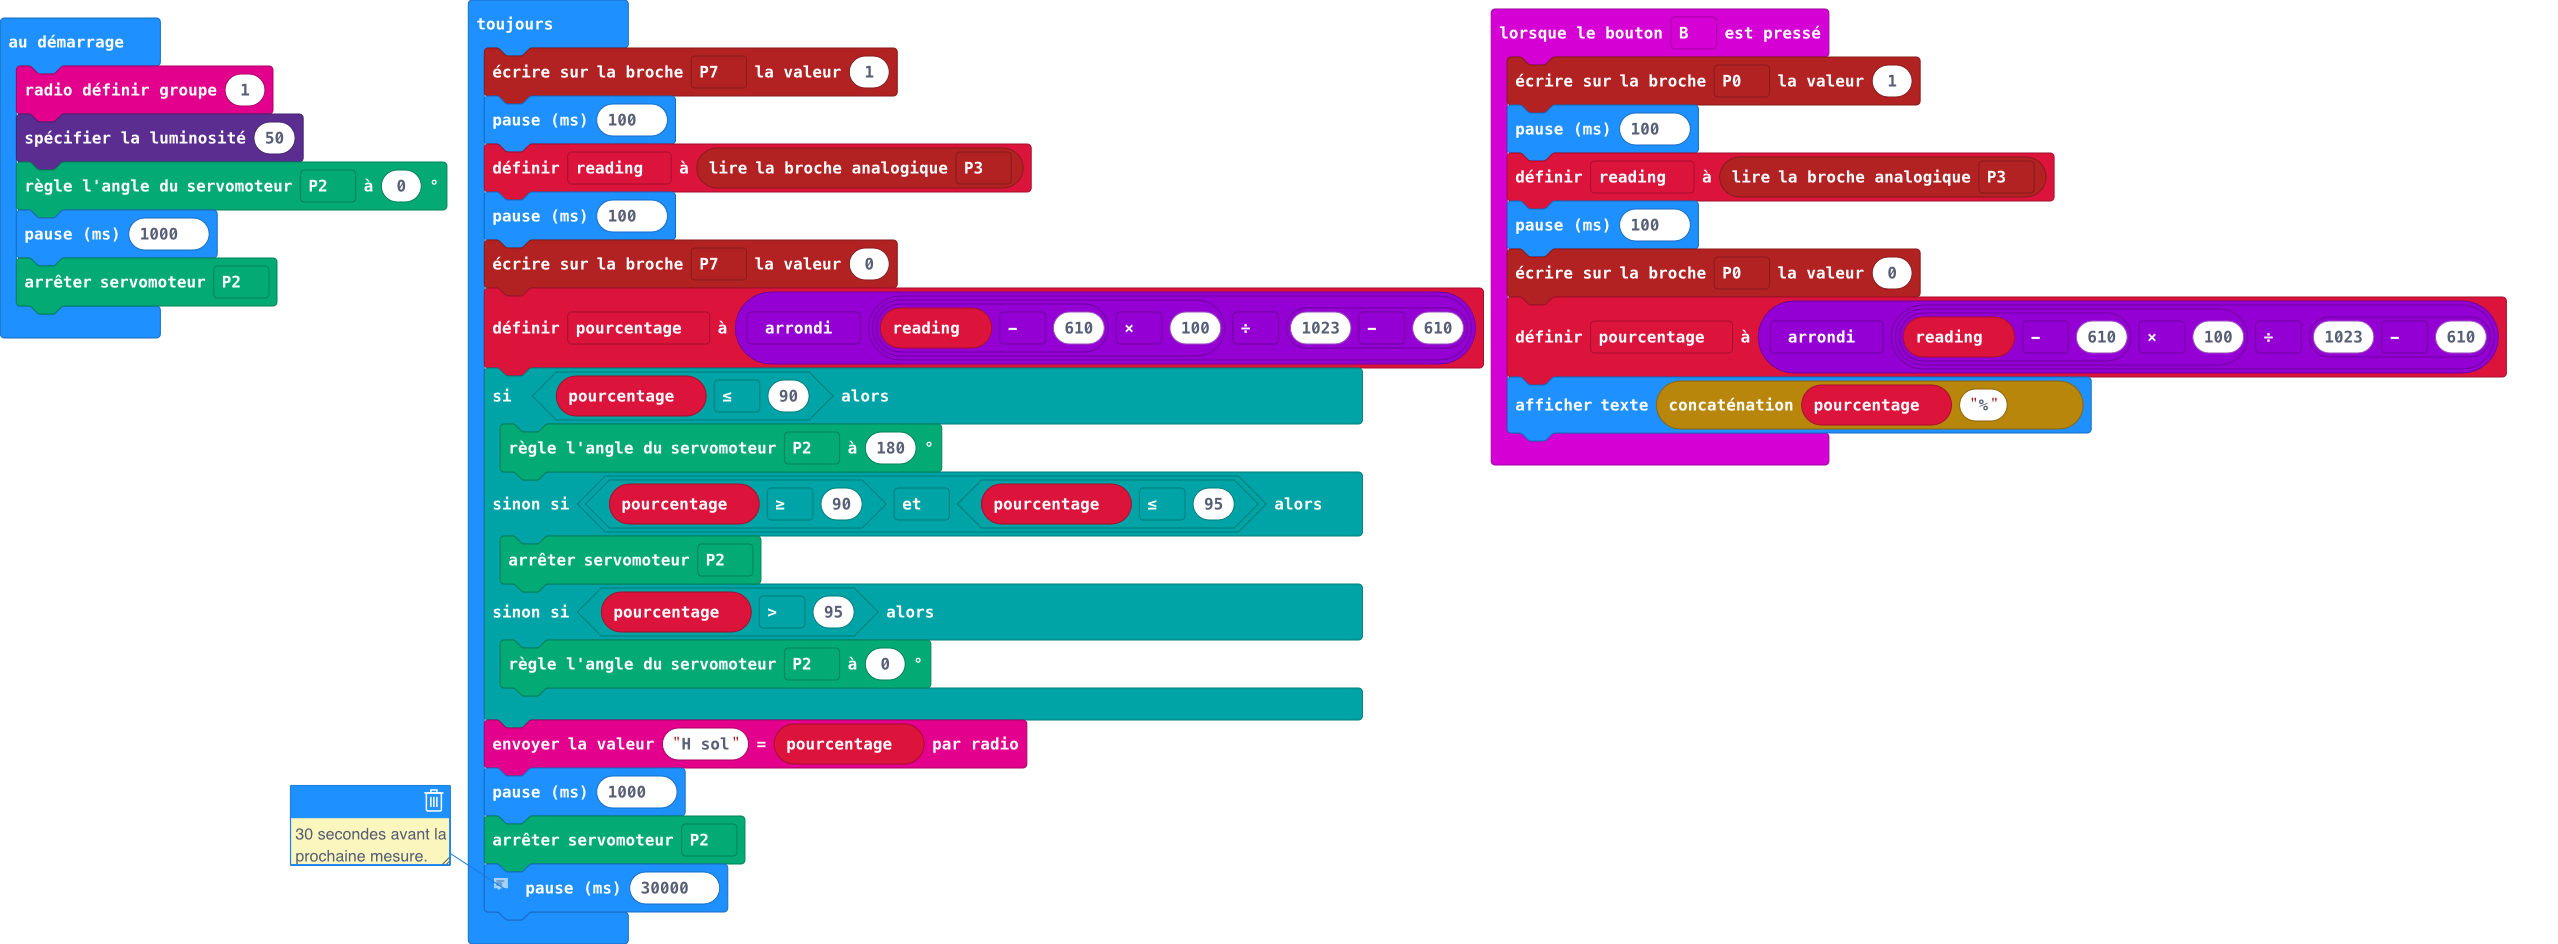 au démarrage
radio définir groupe 1
spécifier la luminosité 50
règle l'angle du servomoteur P2 à 0 °
pause (ms) 1000
arrêter servomoteur P2
toujours
écrire sur la broche P7 la valeur 1
pause (ms) 100
définir reading à lire la broche analogique P3
pause (ms) 100
écrire sur la broche P7 la valeur 0
définir pourcentage à arrondi reading - 610 × 100 ÷ 1023 - 610
si pourcentage ≤ 90 alors
règle l'angle du servomoteur P2 à 180 °
sinon si pourcentage ≥ 90 et pourcentage ≤ 95 alors
arrêter servomoteur P2
sinon si pourcentage > 95 alors
règle l'angle du servomoteur P2 à 0 °
envoyer la valeur "H sol" = pourcentage par radio
pause (ms) 1000
arrêter servomoteur P2
pause (ms) 30000
30 secondes avant la
prochaine mesure.
lorsque le bouton B est pressé
écrire sur la broche P0 la valeur 1
pause (ms) 100
définir reading à lire la broche analogique P3
pause (ms) 100
écrire sur la broche P0 la valeur 0
définir pourcentage à arrondi reading - 610 × 100 ÷ 1023 - 610
afficher texte concaténation pourcentage "%"